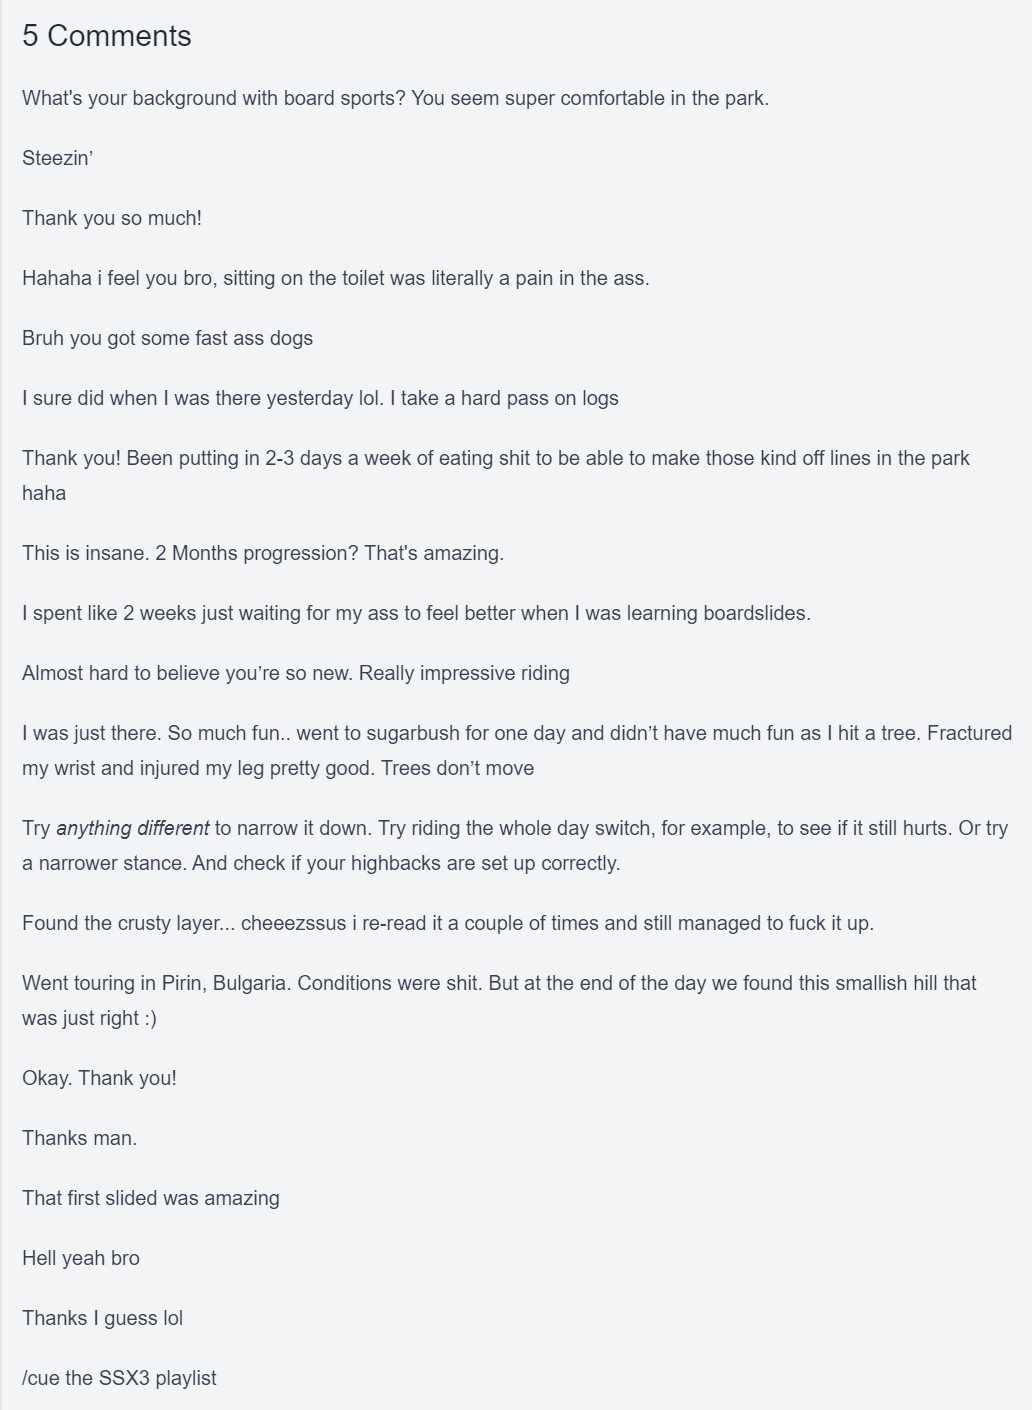 5 Comments
What's your background with board sports? You seem super comfortable in the park.
Steezin’
Thank you so much!
Hahaha i feel you bro, sitting on the toilet was literally a pain in the ass.
Bruh you got some fast ass dogs
I sure did when I was there yesterday lol. I take a hard pass on logs
Thank you! Been putting in 2-3 days a week of eating shit to be able to make those kind off lines in the park
haha
This is insane. 2 Months progression? That's amazing.
I spent like 2 weeks just waiting for my ass to feel better when I was learning boardslides.
Almost hard to believe you’re so new. Really impressive riding
I was just there. So much fun.. went to sugarbush for one day and didn’t have much fun as I hit a tree. Fractured
my wrist and injured my leg pretty good. Trees don’t move
Try anything different to narrow it down. Try riding the whole day switch, for example, to see if it still hurts. Or try
a narrower stance. And check if your highbacks are set up correctly.
Found the crusty layer... cheeezssus i re-read it a couple of times and still managed to fuck it up.
Went touring in Pirin, Bulgaria. Conditions were shit. But at the end of the day we found this smallish hill that
was just right :)
Okay. Thank you!
Thanks man.
That first slided was amazing
Hell yeah bro
Thanks I guess lol
/cue the SSX3 playlist